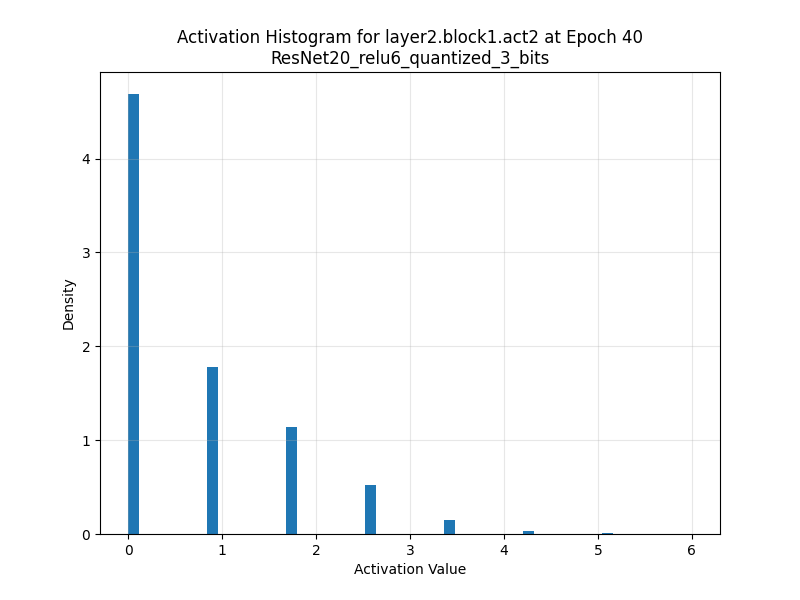 Activation Histogram for layer2.block1.act2 at Epoch 40
ResNet20_relu6_quantized_3_bits
4
3
2
1
0
Density
0 1 2 3 4 5 6
Activation Value